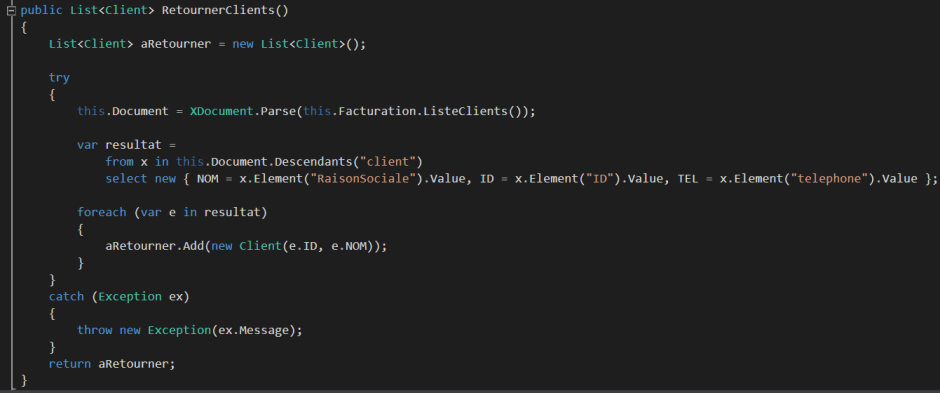 public List<Client> RetournerClients()
{
    List<Client> aRetourner = new List<Client>();
    try
    {
        this.Document = XDocument.Parse(this.Facturation.ListeClients());
        var resultat =
            from x in this.Document.Descendants("client")
            select new { NOM = x.Element("RaisonSociale").Value, ID = x.Element("ID").Value, TEL = x.Element("telephone").Value };
        foreach (var e in resultat)
        {
            aRetourner.Add(new Client(e.ID, e.NOM));
        }
    }
    catch (Exception ex)
    {
        throw new Exception(ex.Message);
    }
    return aRetourner;
}